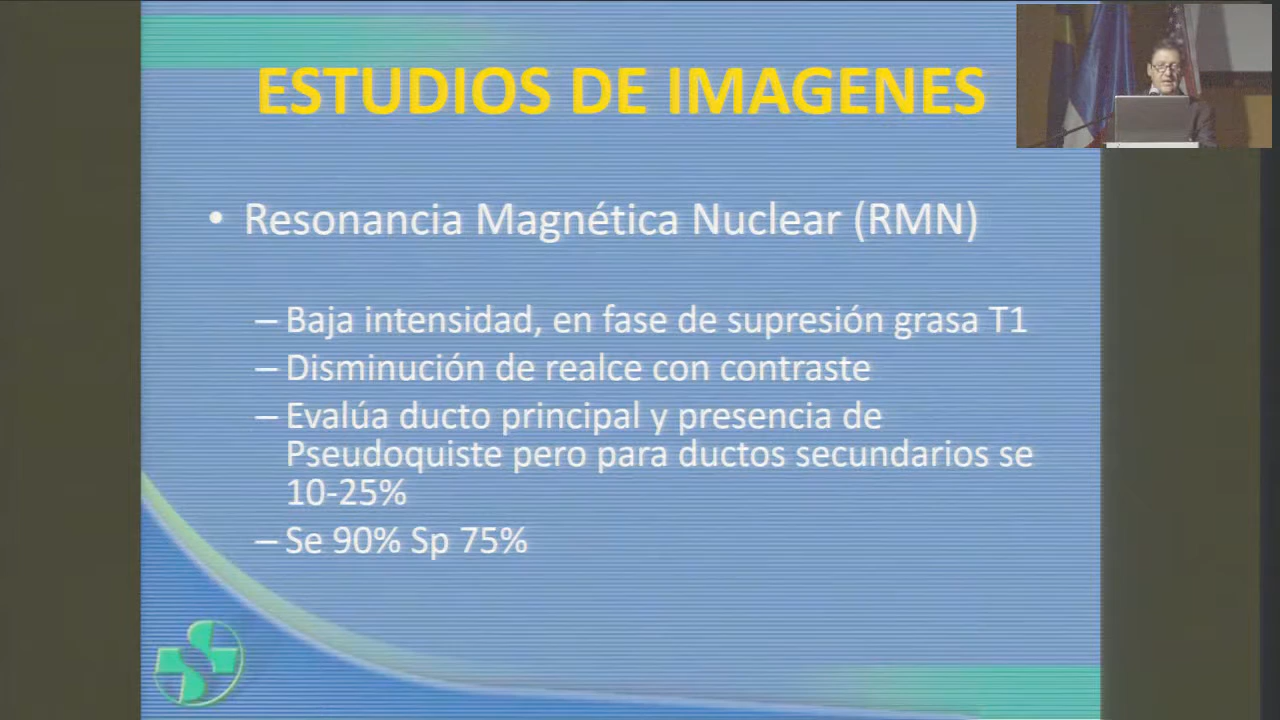 ESTUDIOS DE IMAGENES
• Resonancia Magnética Nuclear (RMN)
– Baja intensidad, en fase de supresión grasa T1
– Disminución de realce con contraste
– Evalúa ducto principal y presencia de
Pseudoquiste pero para ductos secundarios se
10-25%
– Se 90% Sp 75%